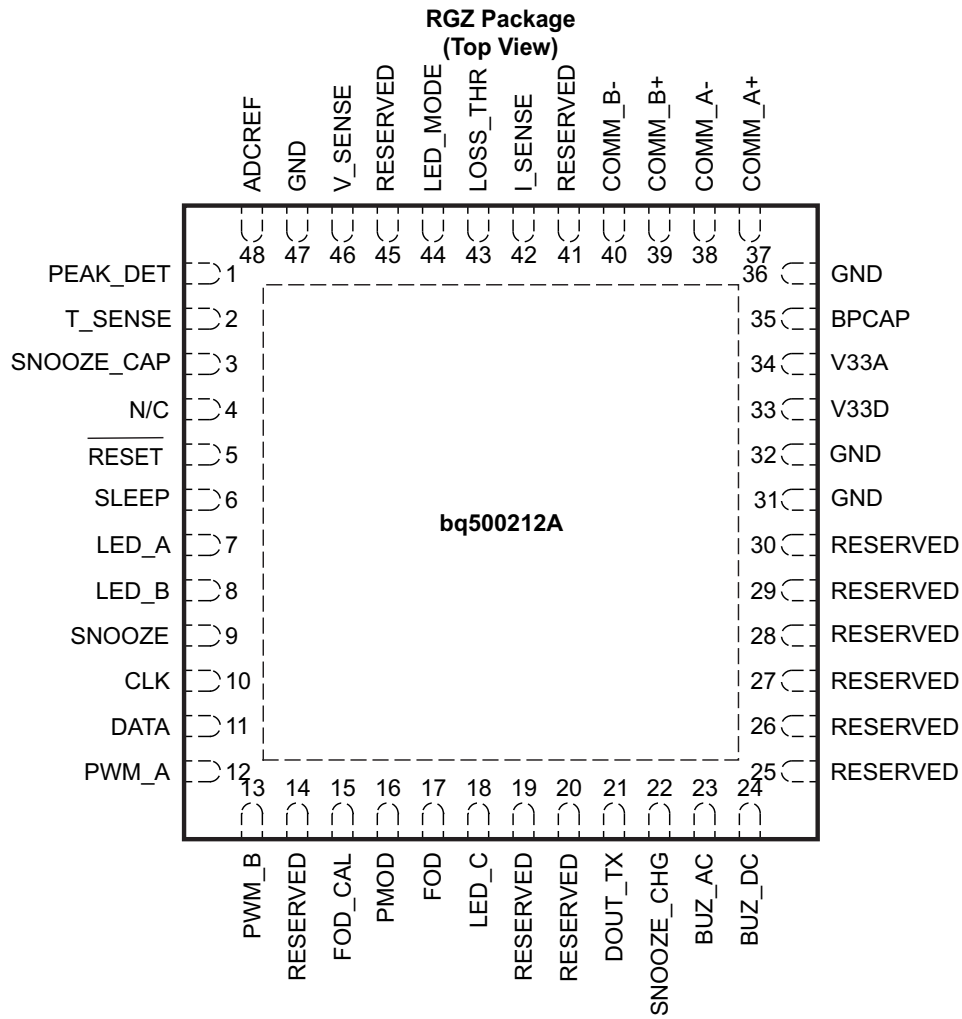 RGZ Package
(Top View)
ADCREF
GND
V_SENSE
RESERVED
LED_MODE
LOSS_THR
I_SENSE
RESERVED
COMM_B-
COMM_B+
COMM_A-
COMM_A+
48 47 46 45 44 43 42 41 40 39 38 37
PEAK_DET 1
T_SENSE 2
SNOOZE_CAP 3
N/C 4
RESET 5
SLEEP 6
LED_A 7
LED_B 8
SNOOZE 9
CLK 10
DATA 11
PWM_A 12
bq500212A
36 GND
35 BPCAP
34 V33A
33 V33D
32 GND
31 GND
30 RESERVED
29 RESERVED
28 RESERVED
27 RESERVED
26 RESERVED
25 RESERVED
13 14 15 16 17 18 19 20 21 22 23 24
PWM_B
RESERVED
FOD_CAL
PMOD
FOD
LED_C
RESERVED
RESERVED
DOUT_TX
SNOOZE_CHG
BUZ_AC
BUZ_DC